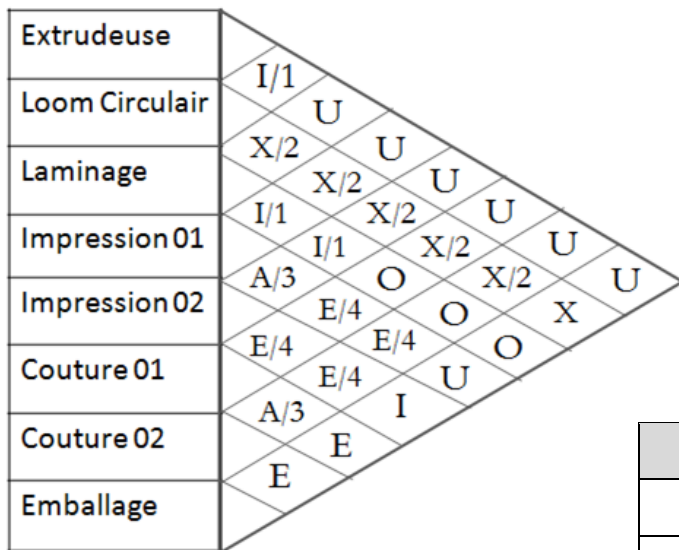 Extrudeuse
I/1
Loom Circulair
U
X/2 U
Laminage
X/2 U
I/1 X/2 U
Impression 01
I/1 X/2 U
A/3 O X/2 U
Impression 02
E/4 O X
E/4 E/4 O
Couture 01
E/4 U
A/3 I
Couture 02
E
E
Emballage